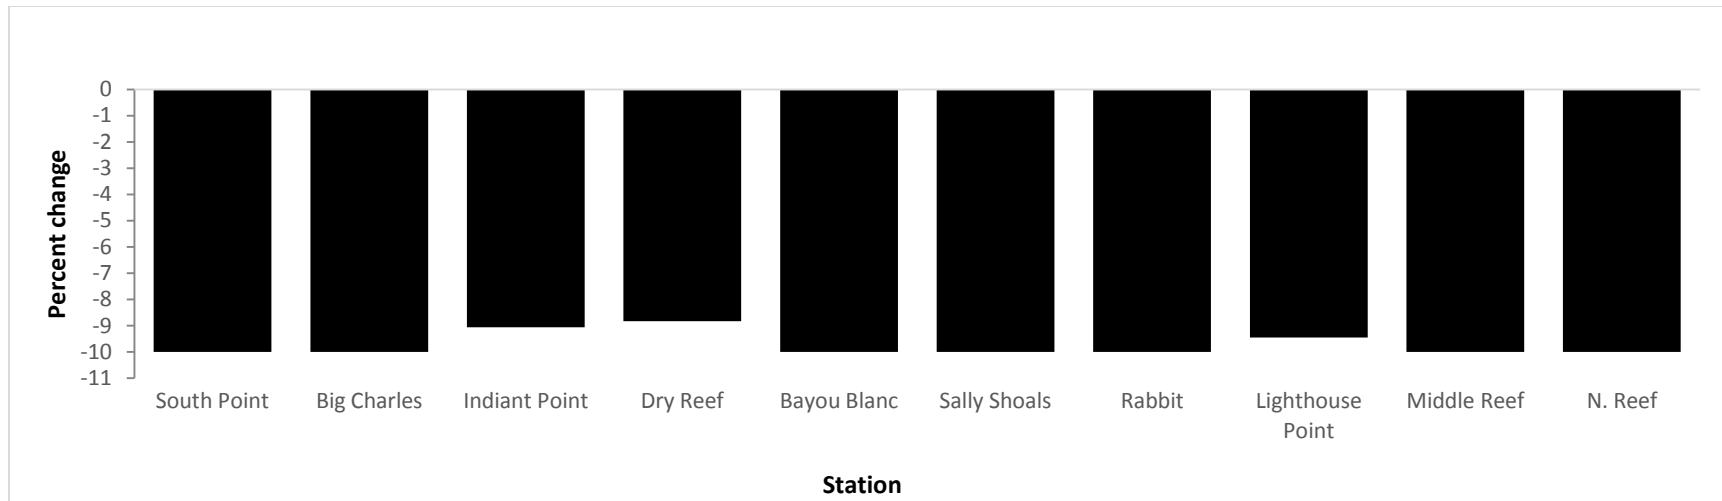 Percent change
0
-1
-2
-3
-4
-5
-6
-7
-8
-9
-10
-11
South Point
Big Charles
Indiant Point
Dry Reef
Bayou Blanc
Sally Shoals
Rabbit
Lighthouse
Point
Middle Reef
N. Reef
Station